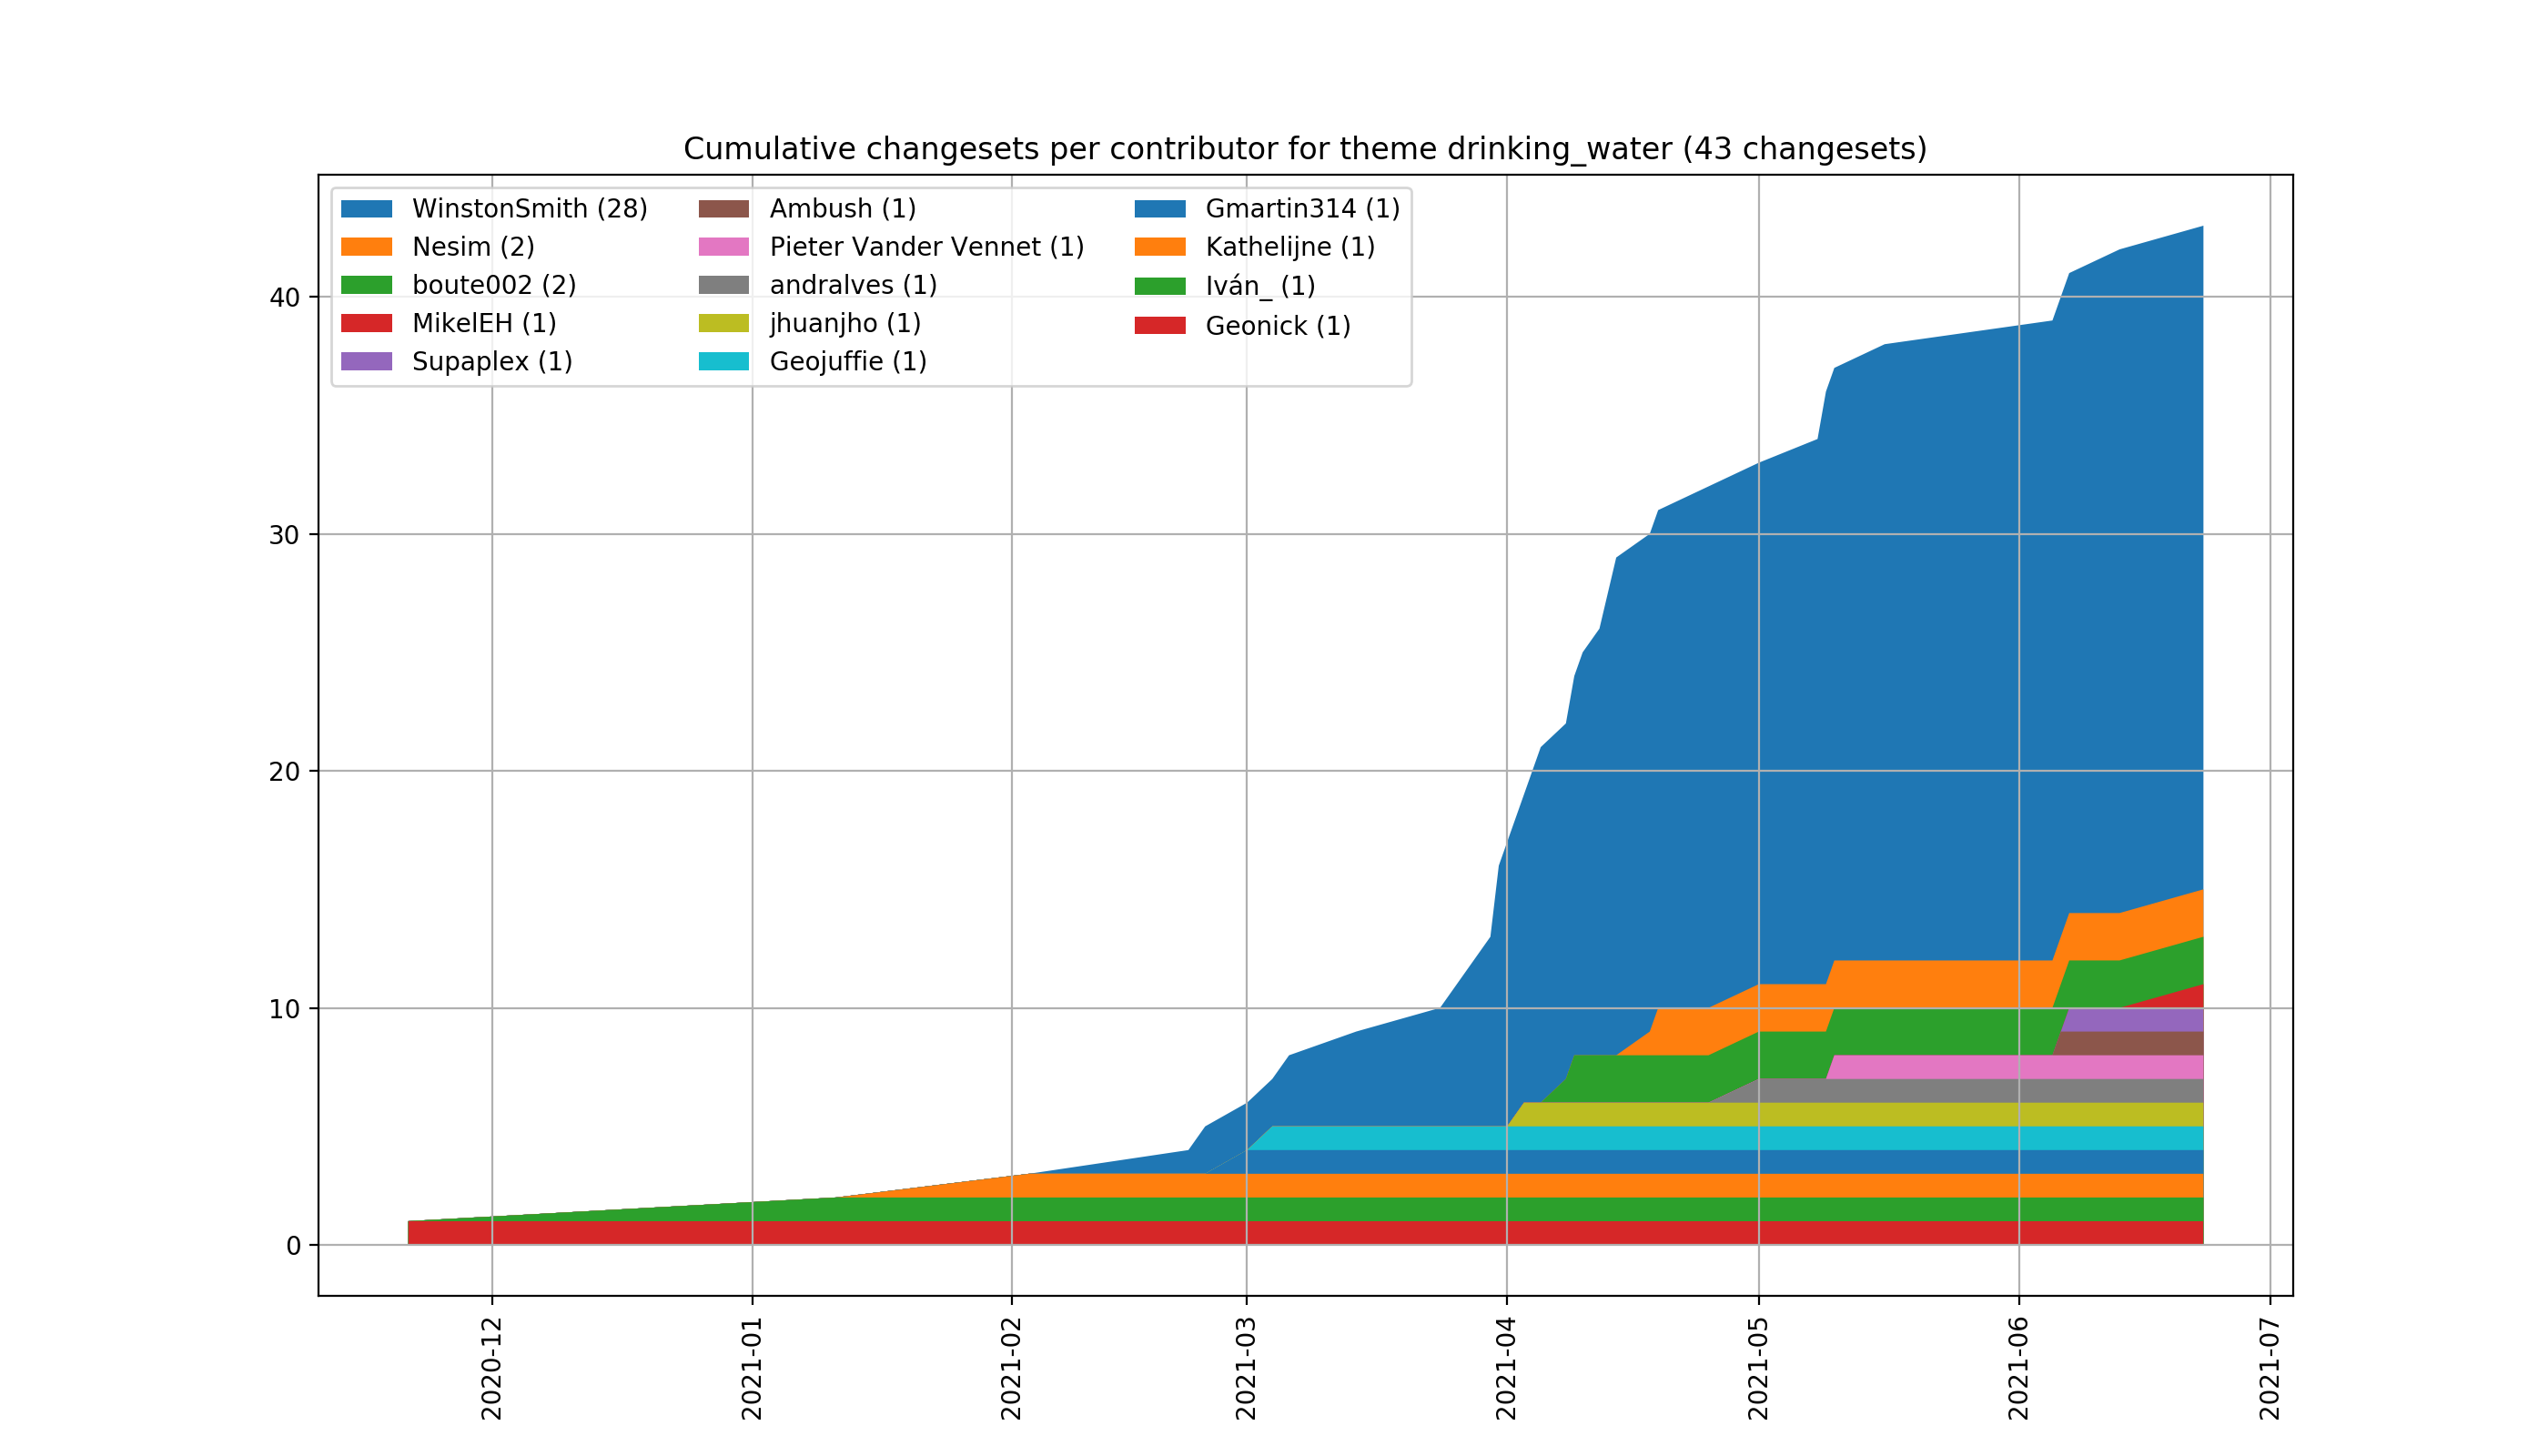 Cumulative changesets per contributor for theme drinking_water (43 changesets)
WinstonSmith (28)
Nesim (2)
boute002 (2)
MikelEH (1)
Supaplex (1)
Ambush (1)
Pieter Vander Vennet (1)
andralves (1)
jhuanjho (1)
Geojuffie (1)
Gmartin314 (1)
Kathelijne (1)
Iván_ (1)
Geonick (1)
40
30
20
10
0
2020-12
2021-01
2021-02
2021-03
2021-04
2021-05
2021-06
2021-07